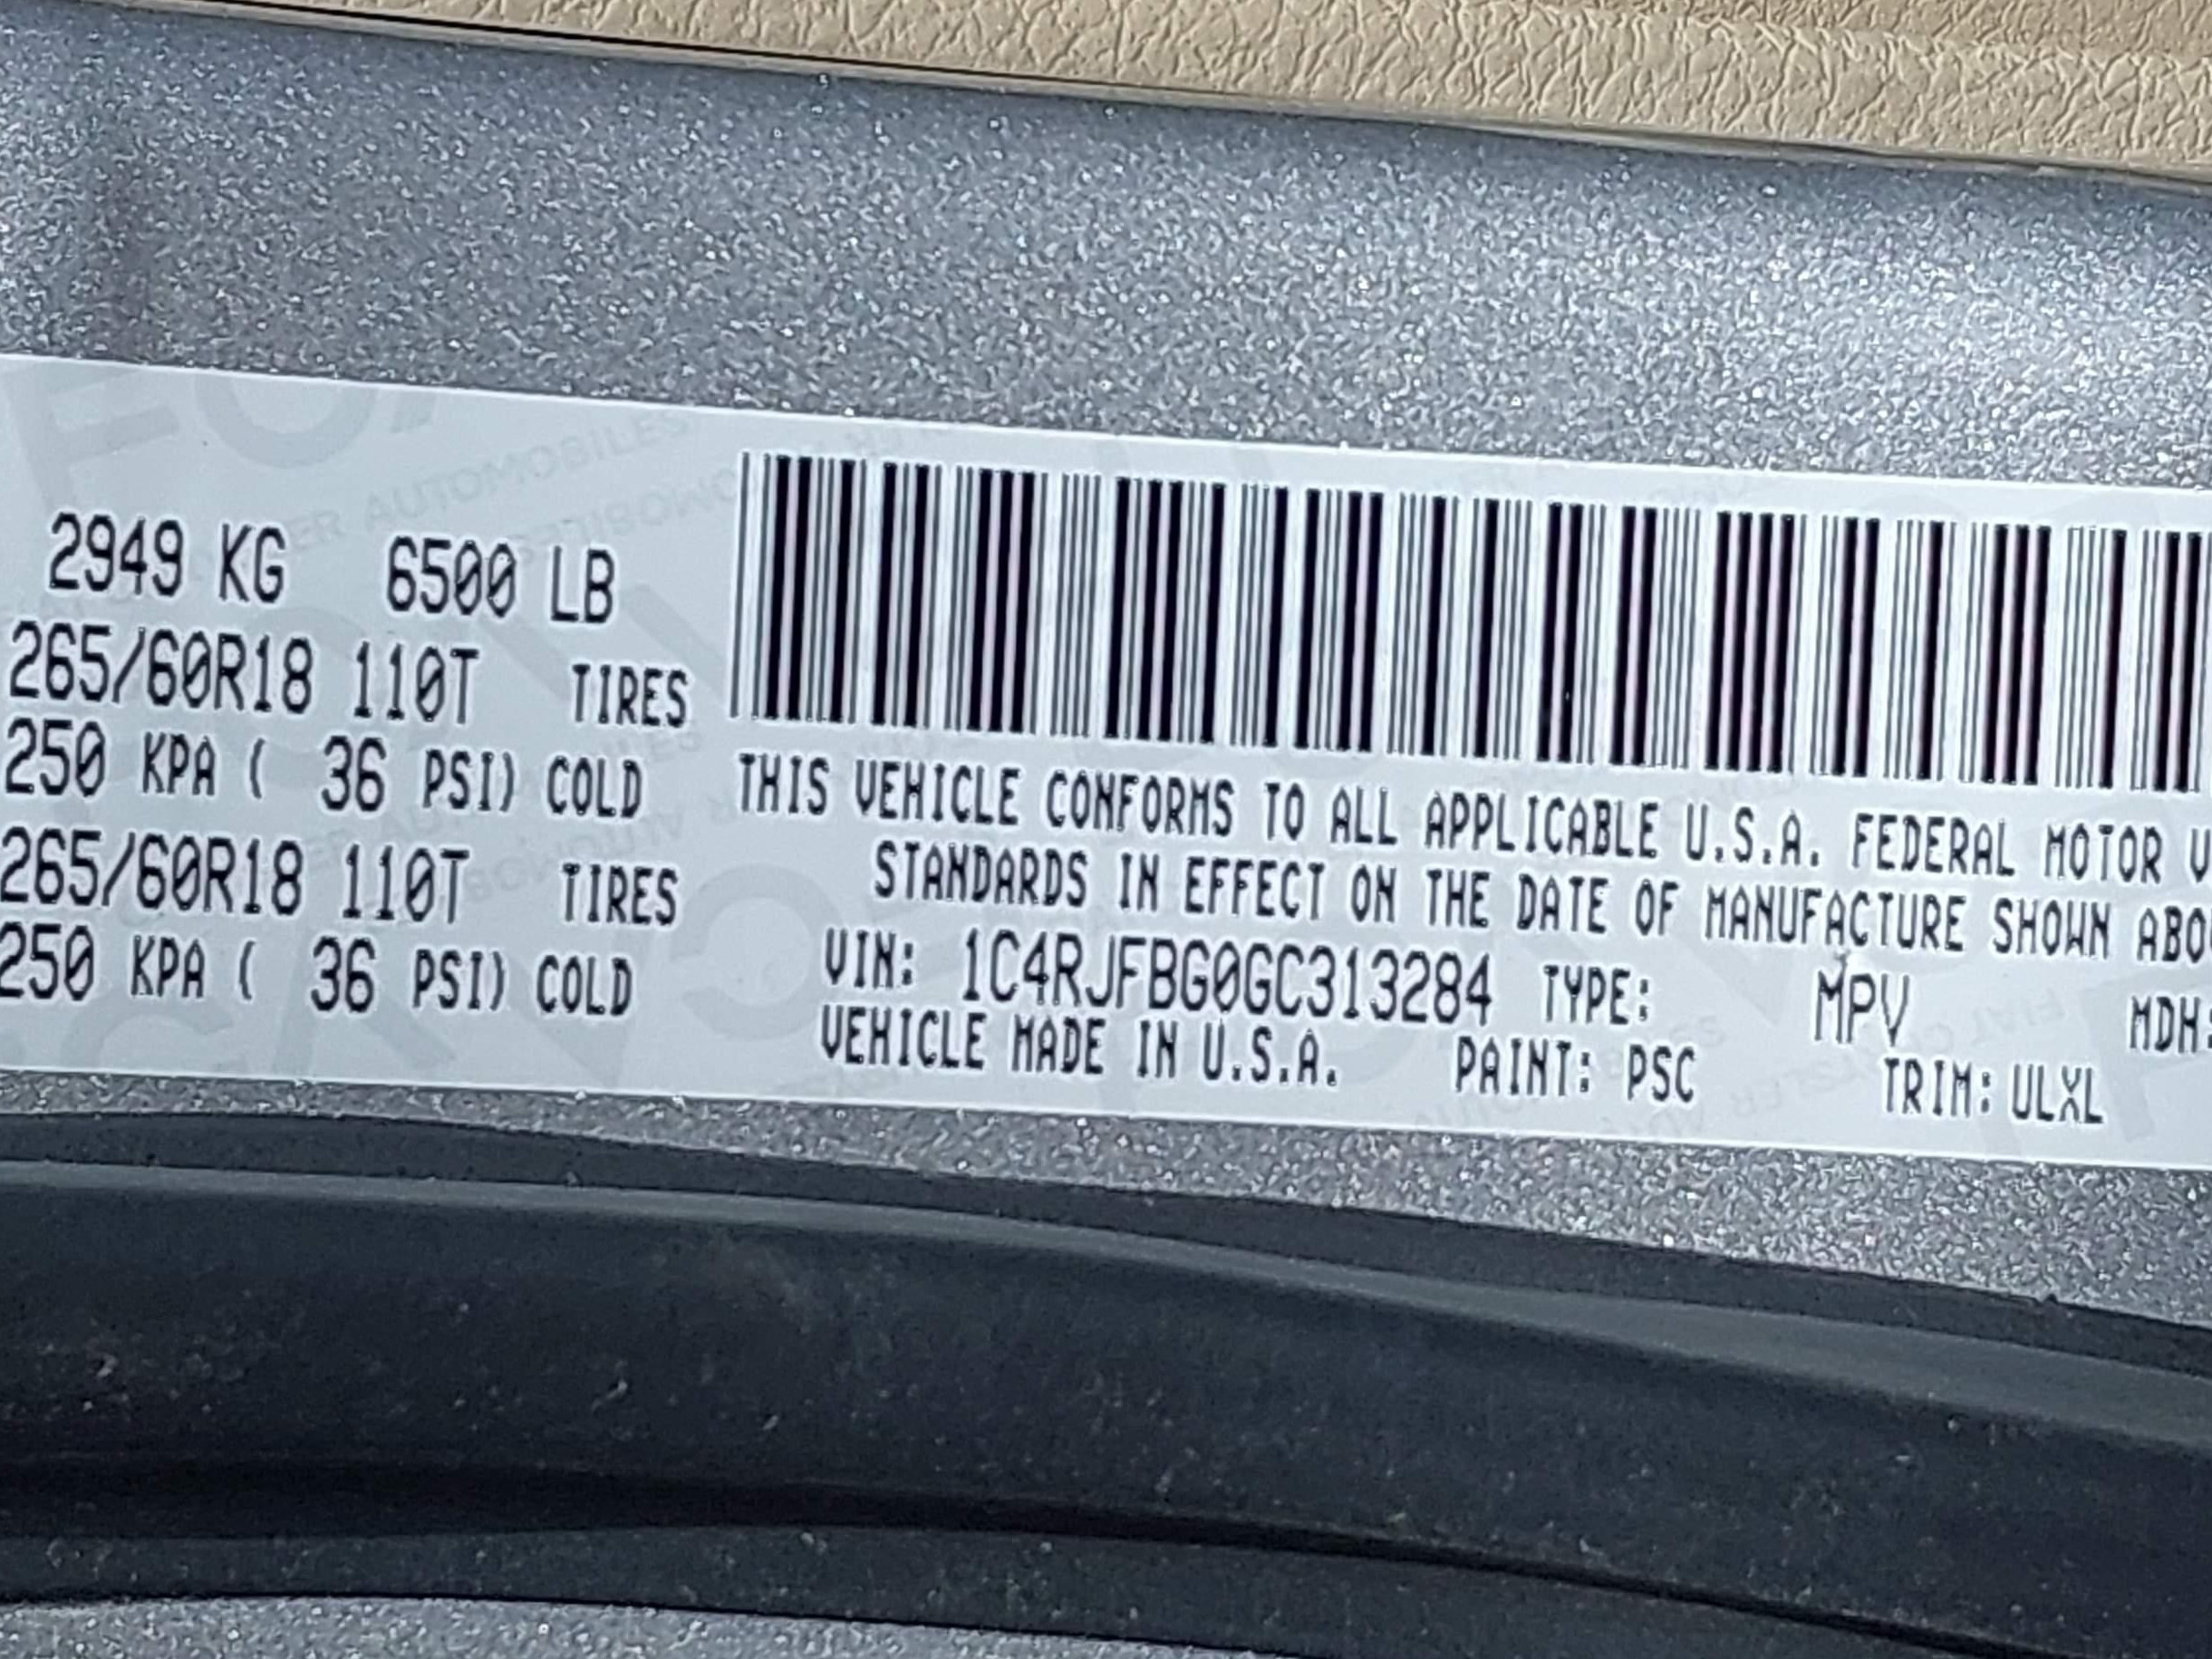 2949 KG 6500 LB
265/60R18 110T TIRES
250 KPA ( 36 PSI) COLD
265/60R18 110T TIRES
250 KPA ( 36 PSI) COLD
THIS VEHICLE CONFORMS TO ALL APPLICABLE U.S.A. FEDERAL MOTOR V
STANDARDS IN EFFECT ON THE DATE OF MANUFACTURE SHOWN ABO
VIN: 1C4RJFBG0GC313284 TYPE: MPV MDH:
VEHICLE MADE IN U.S.A. PAINT: PSC TRIM: ULXL